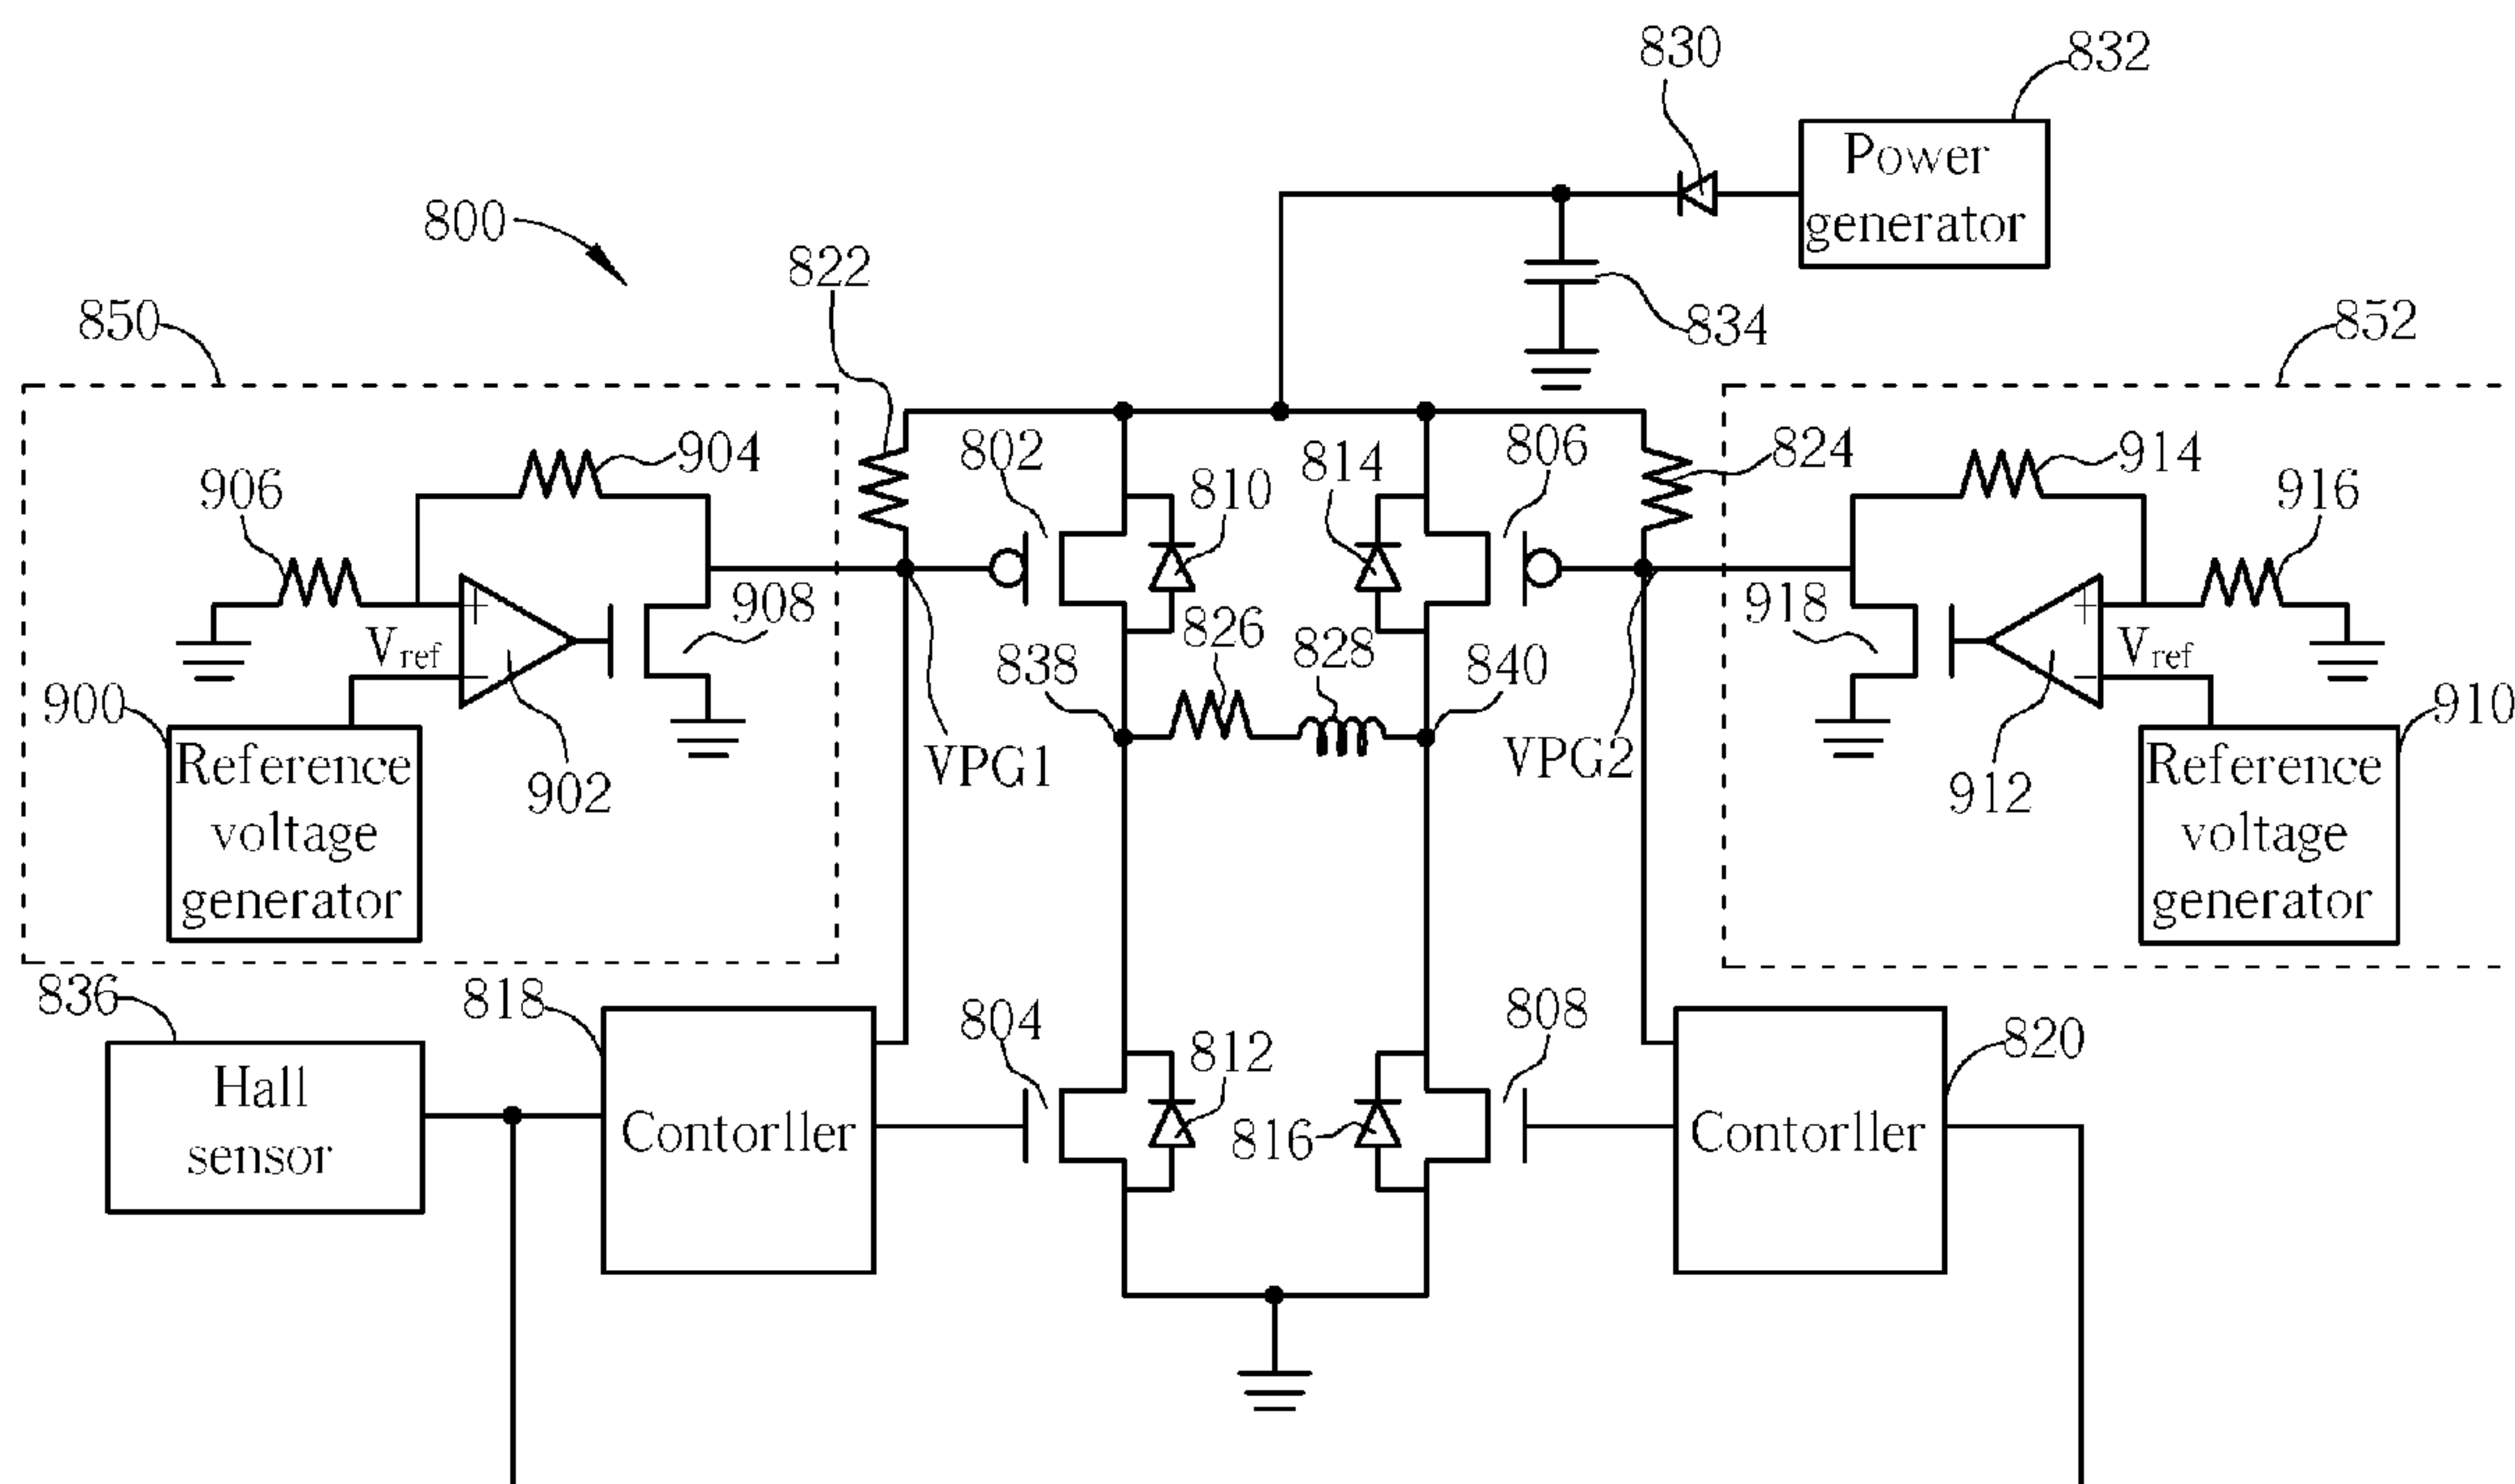 830
832
Power
generator
800
822
850
834
852
802
806
824
904
914
906
810
814
916
908
826
918
Vref
838
828
840
Vref
900
VPG1
VPG2
910
Reference
voltage
generator
902
912
Reference
voltage
generator
836
818
804
808
812
820
Hall
sensor
Contorller
816
Contorller
+
−
+
−